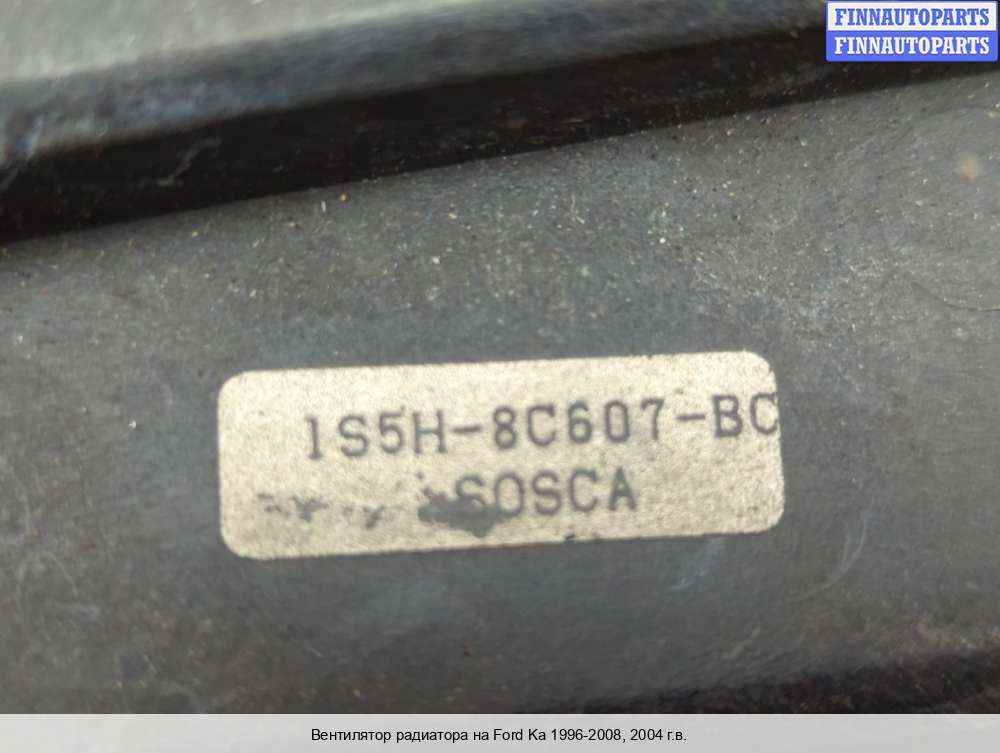 FINNAUTOPARTS
FINNAUTOPARTS
1S5H-8C607-BC
SOSCA
Вентилятор радиатора на Ford Ka 1996-2008, 2004 г.в.